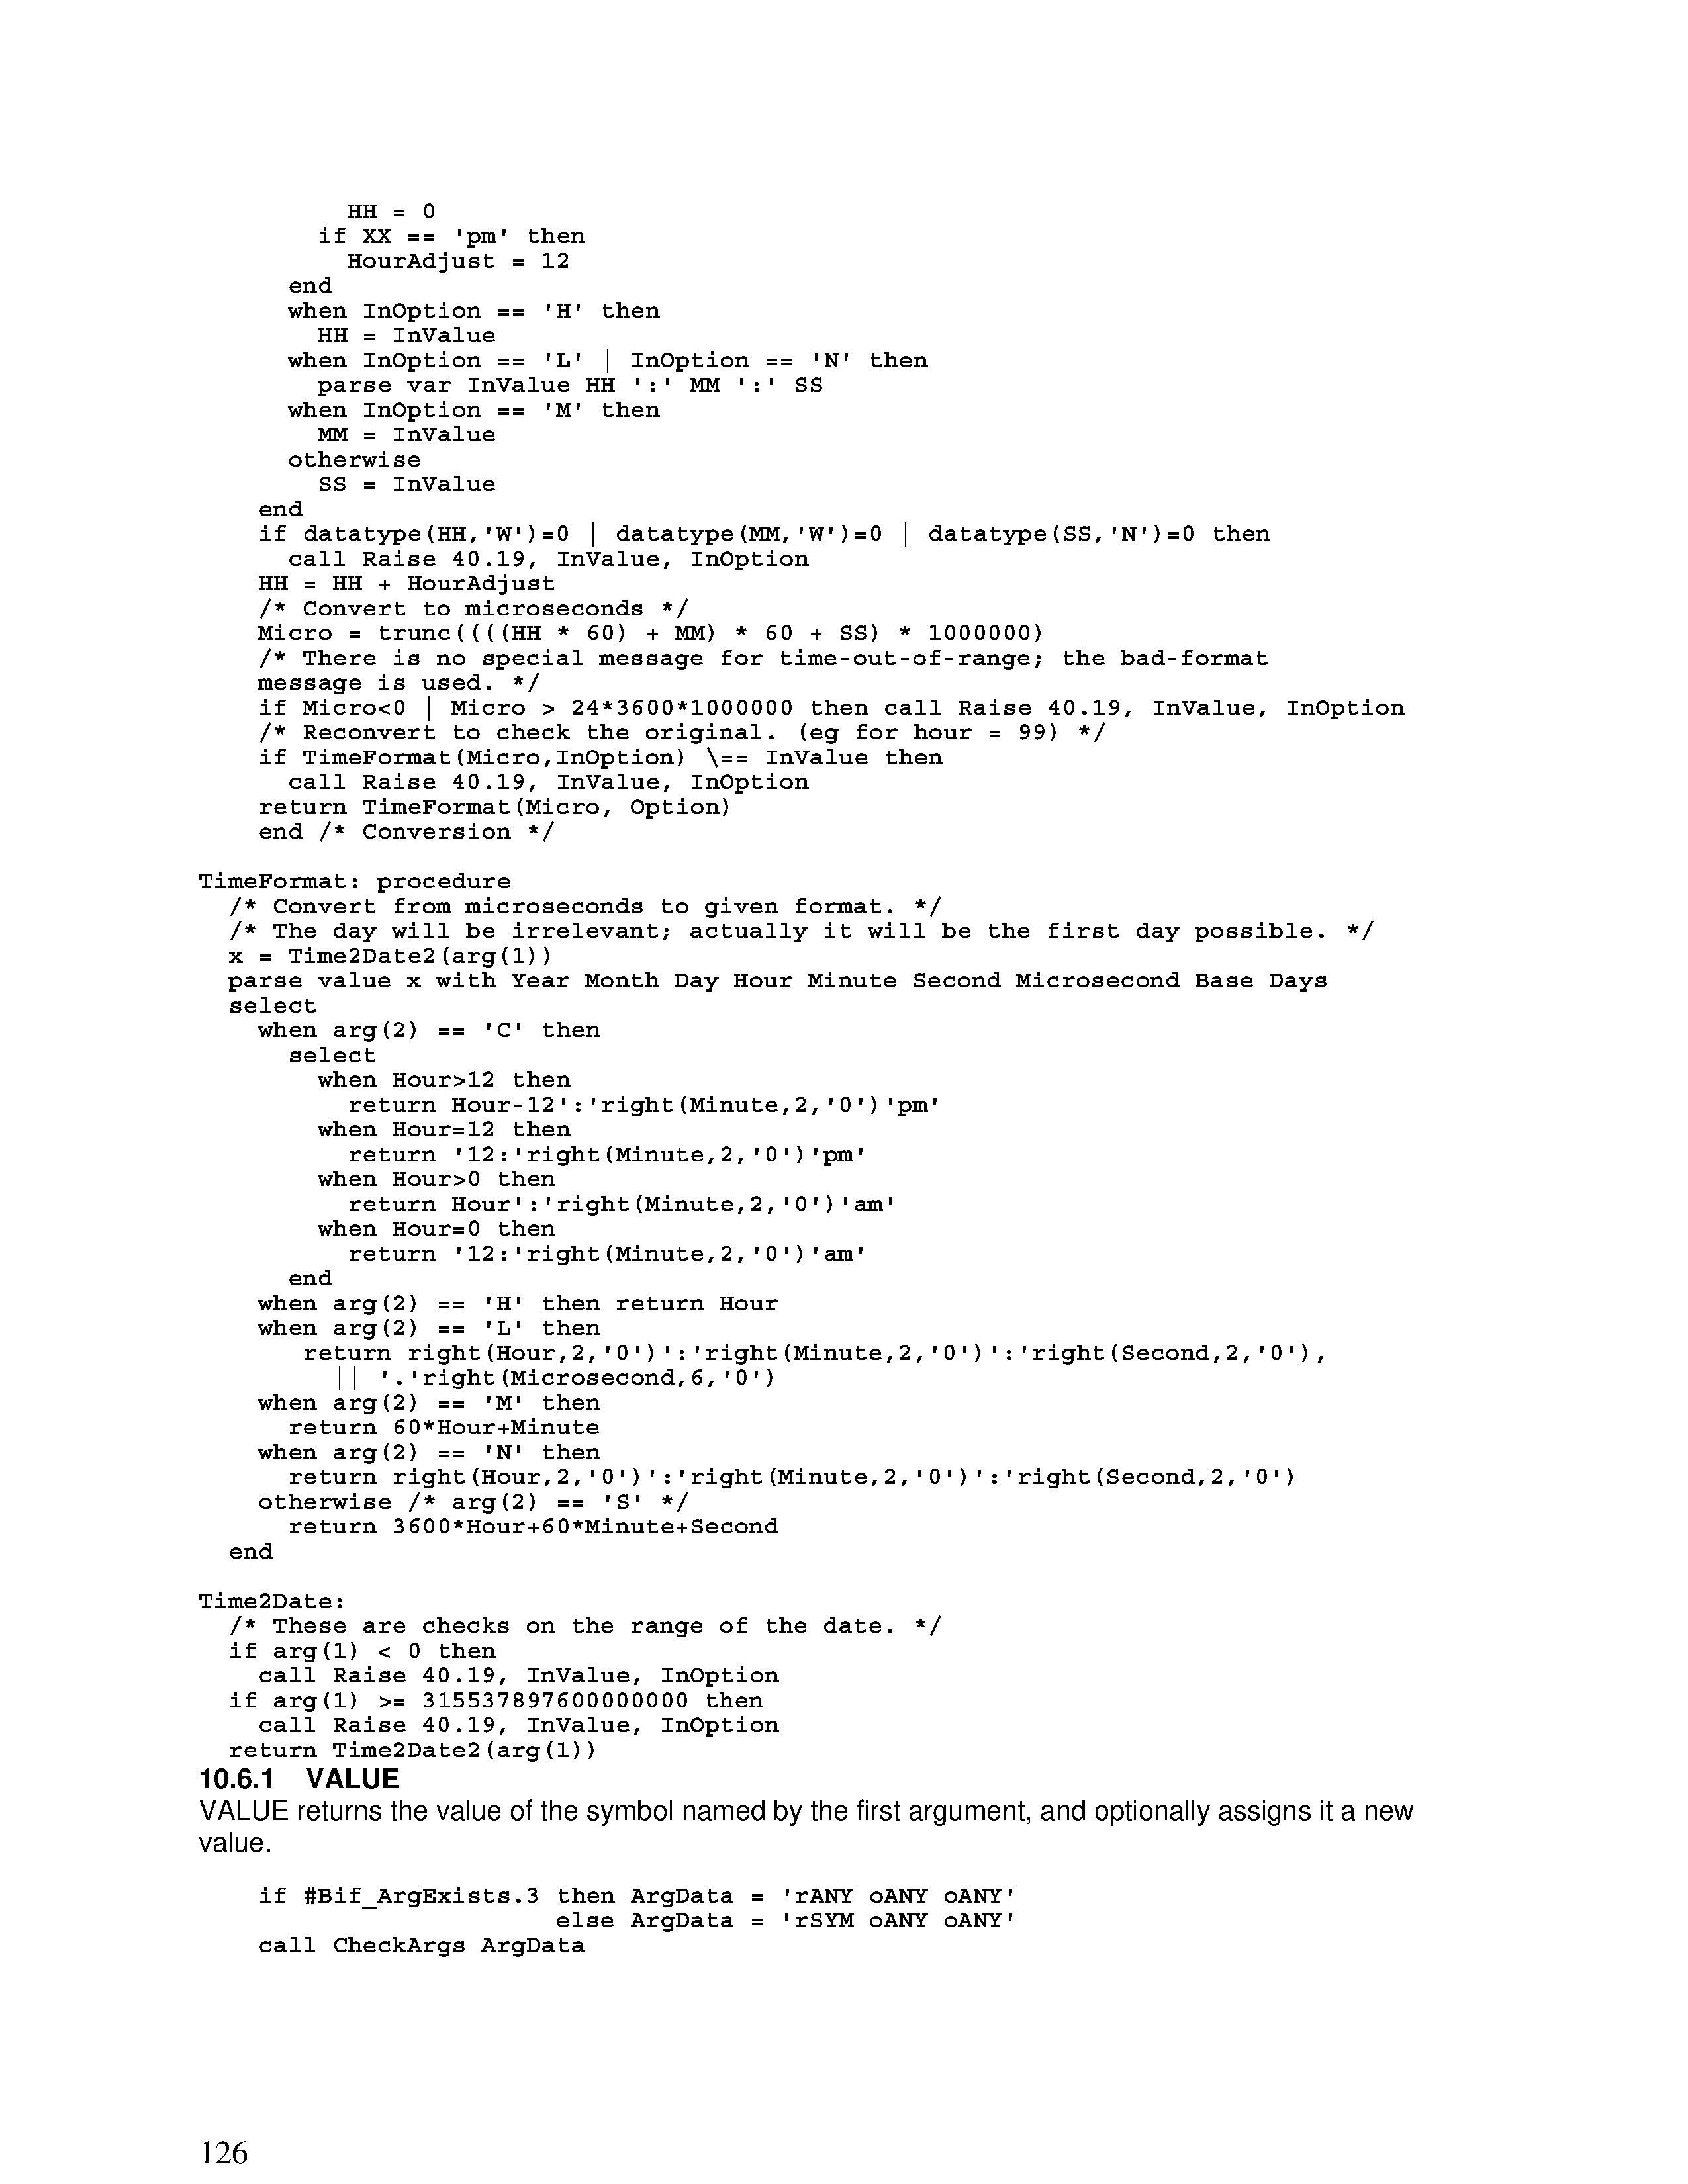 HH = 0
        if XX == 'pm' then
          HourAdjust = 12
      end
      when InOption == 'H' then
        HH = InValue
      when InOption == 'L' | InOption == 'N' then
        parse var InValue HH ':' MM ':' SS
      when InOption == 'M' then
        MM = InValue
      otherwise
        SS = InValue
    end
    if datatype(HH,'W')=0 | datatype(MM,'W')=0 | datatype(SS,'N')=0 then
      call Raise 40.19, InValue, InOption
    HH = HH + HourAdjust
    /* Convert to microseconds */
    Micro = trunc((((HH * 60) + MM) * 60 + SS) * 1000000)
    /* There is no special message for time-out-of-range; the bad-format
    message is used. */
    if Micro<0 | Micro > 24*3600*1000000 then call Raise 40.19, InValue, InOption
    /* Reconvert to check the original. (eg for hour = 99) */
    if TimeFormat(Micro,InOption) \== InValue then
      call Raise 40.19, InValue, InOption
    return TimeFormat(Micro, Option)
    end /* Conversion */

TimeFormat: procedure
  /* Convert from microseconds to given format. */
  /* The day will be irrelevant; actually it will be the first day possible. */
  x = Time2Date2(arg(1))
  parse value x with Year Month Day Hour Minute Second Microsecond Base Days
  select
    when arg(2) == 'C' then
      select
        when Hour>12 then
          return Hour-12':'right(Minute,2,'0')'pm'
        when Hour=12 then
          return '12:'right(Minute,2,'0')'pm'
        when Hour>0 then
          return Hour':'right(Minute,2,'0')'am'
        when Hour=0 then
          return '12:'right(Minute,2,'0')'am'
      end
    when arg(2) == 'H' then return Hour
    when arg(2) == 'L' then
       return right(Hour,2,'0')':'right(Minute,2,'0')':'right(Second,2,'0'),
         || '.'right(Microsecond,6,'0')
    when arg(2) == 'M' then
      return 60*Hour+Minute
    when arg(2) == 'N' then
      return right(Hour,2,'0')':'right(Minute,2,'0')':'right(Second,2,'0')
    otherwise /* arg(2) == 'S' */
      return 3600*Hour+60*Minute+Second
  end

Time2Date:
  /* These are checks on the range of the date. */
  if arg(1) < 0 then
    call Raise 40.19, InValue, InOption
  if arg(1) >= 315537897600000000 then
    call Raise 40.19, InValue, InOption
  return Time2Date2(arg(1))
10.6.1 VALUE
VALUE returns the value of the symbol named by the first argument, and optionally assigns it a new
value.

    if #Bif_ArgExists.3 then ArgData = 'rANY oANY oANY'
                        else ArgData = 'rSYM oANY oANY'
    call CheckArgs ArgData

126